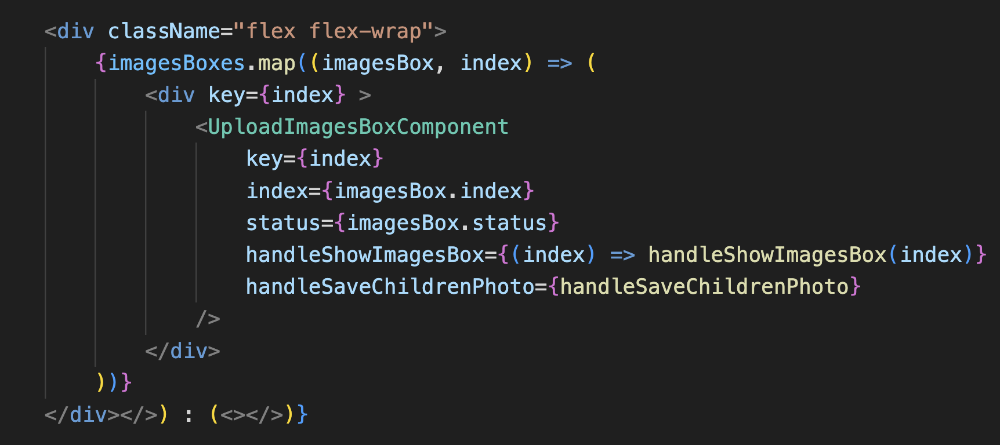 <div className="flex flex-wrap">
{imagesBoxes.map((imagesBox, index) => (
<div key={index} >
<UploadImagesBoxComponent
key={index}
index={imagesBox.index}
status={imagesBox.status}
handleShowImagesBox={(index) => handleShowImagesBox(index)}
handleSaveChildrenPhoto={handleSaveChildrenPhoto}
/>
</div>
))}
</div></>) : (<></>)}